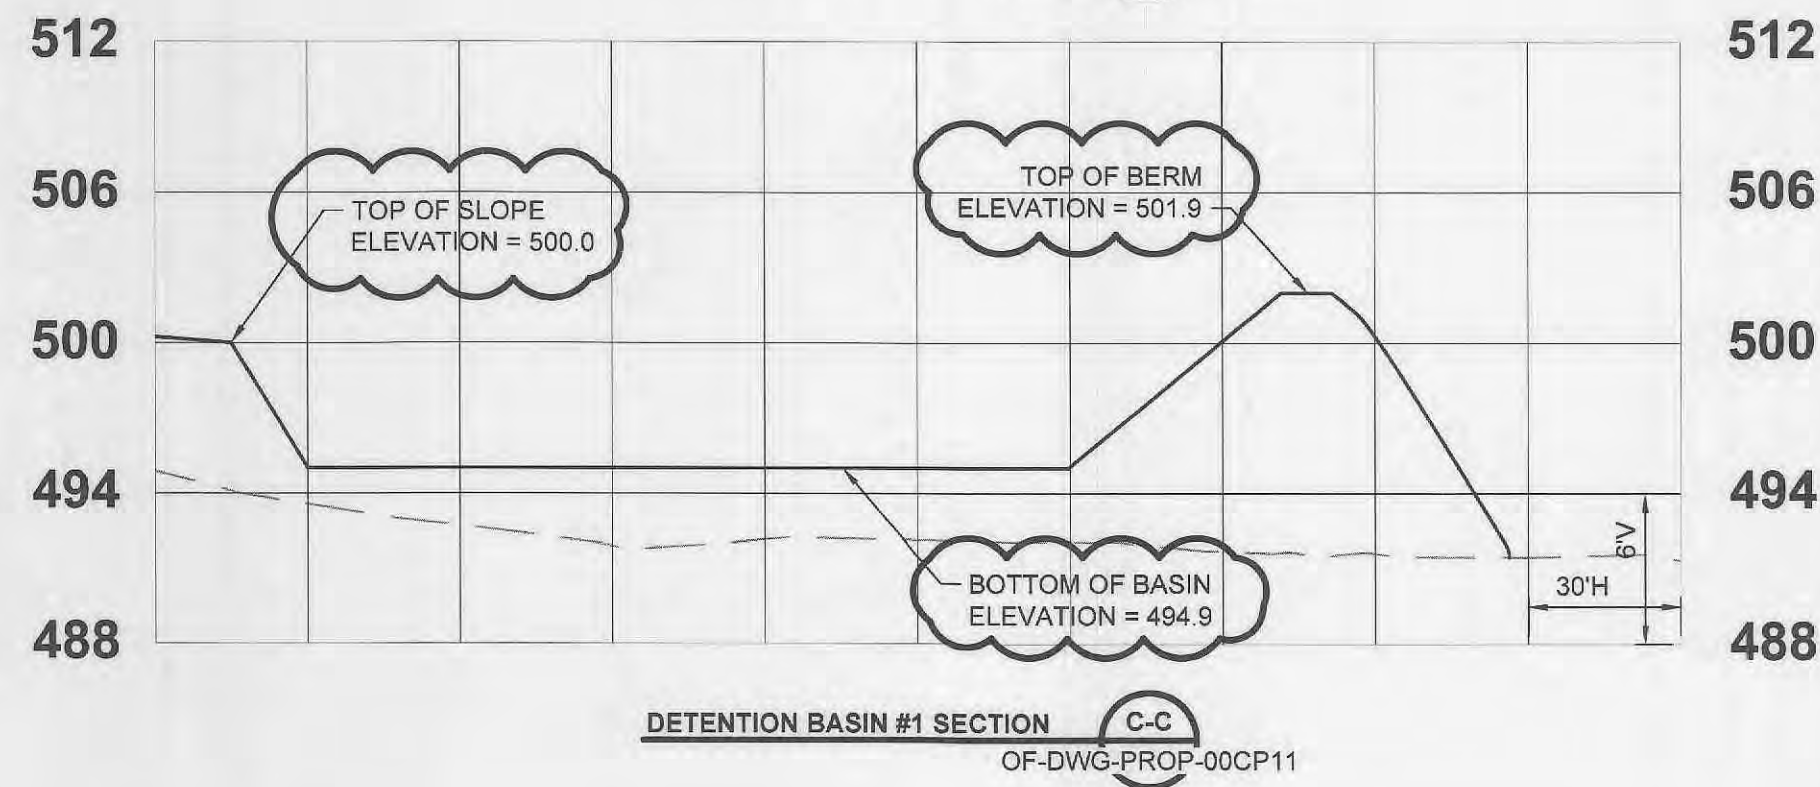 512
512
506
506
TOP OF SLOPE
ELEVATION = 500.0
TOP OF BERM
ELEVATION = 501.9
500
500
494
494
BOTTOM OF BASIN
ELEVATION = 494.9
6'V
30'H
488
488
DETENTION BASIN #1 SECTION
C-C
OF-DWG-PROP-00CP11